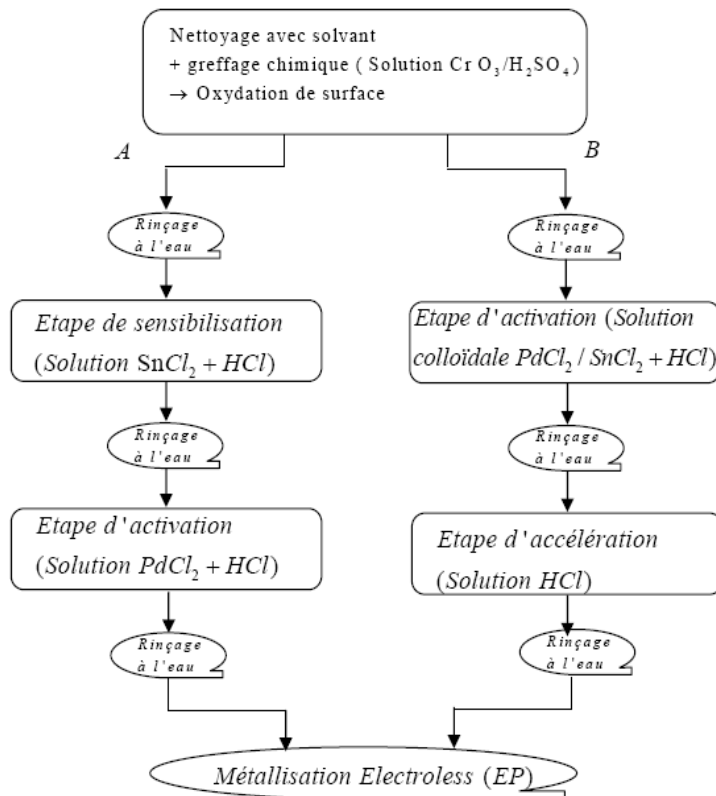 Nettoyage avec solvant
+ greffage chimique ( Solution Cr O₃/H₂SO₄)
→ Oxydation de surface
A
B
Rinçage
à l'eau
Rinçage
à l'eau
Etape de sensibilisation
(Solution SnCl₂ + HCl)
Etape d'activation (Solution
colloïdale PdCl₂ / SnCl₂ + HCl)
Rinçage
à l'eau
Rinçage
à l'eau
Etape d'activation
(Solution PdCl₂ + HCl)
Etape d'accélération
(Solution HCl)
Rinçage
à l'eau
Rinçage
à l'eau
Métallisation Electroless (EP)